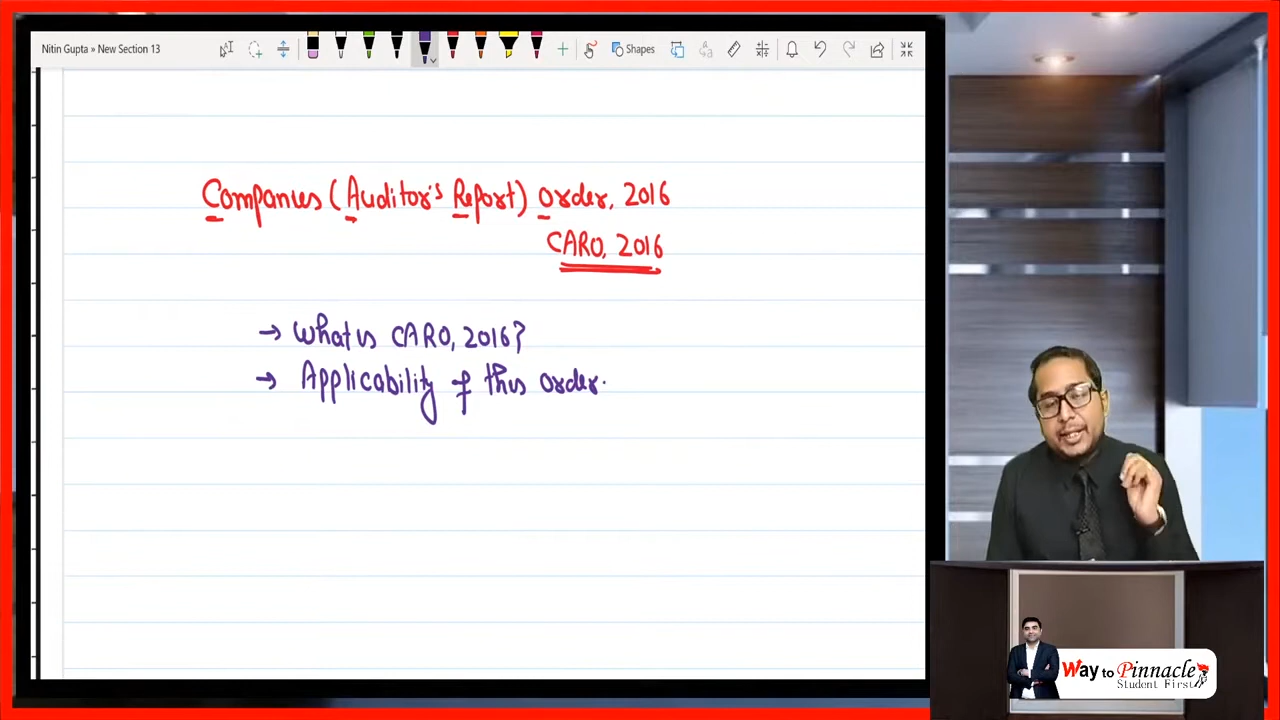 Nitin Gupta » New Section 13
Shapes
Companies (Auditor's Report) Order, 2016
CARO, 2016
→ What is CARO, 2016?
→ Applicability of this order.
Way to Pinnacle
Student First